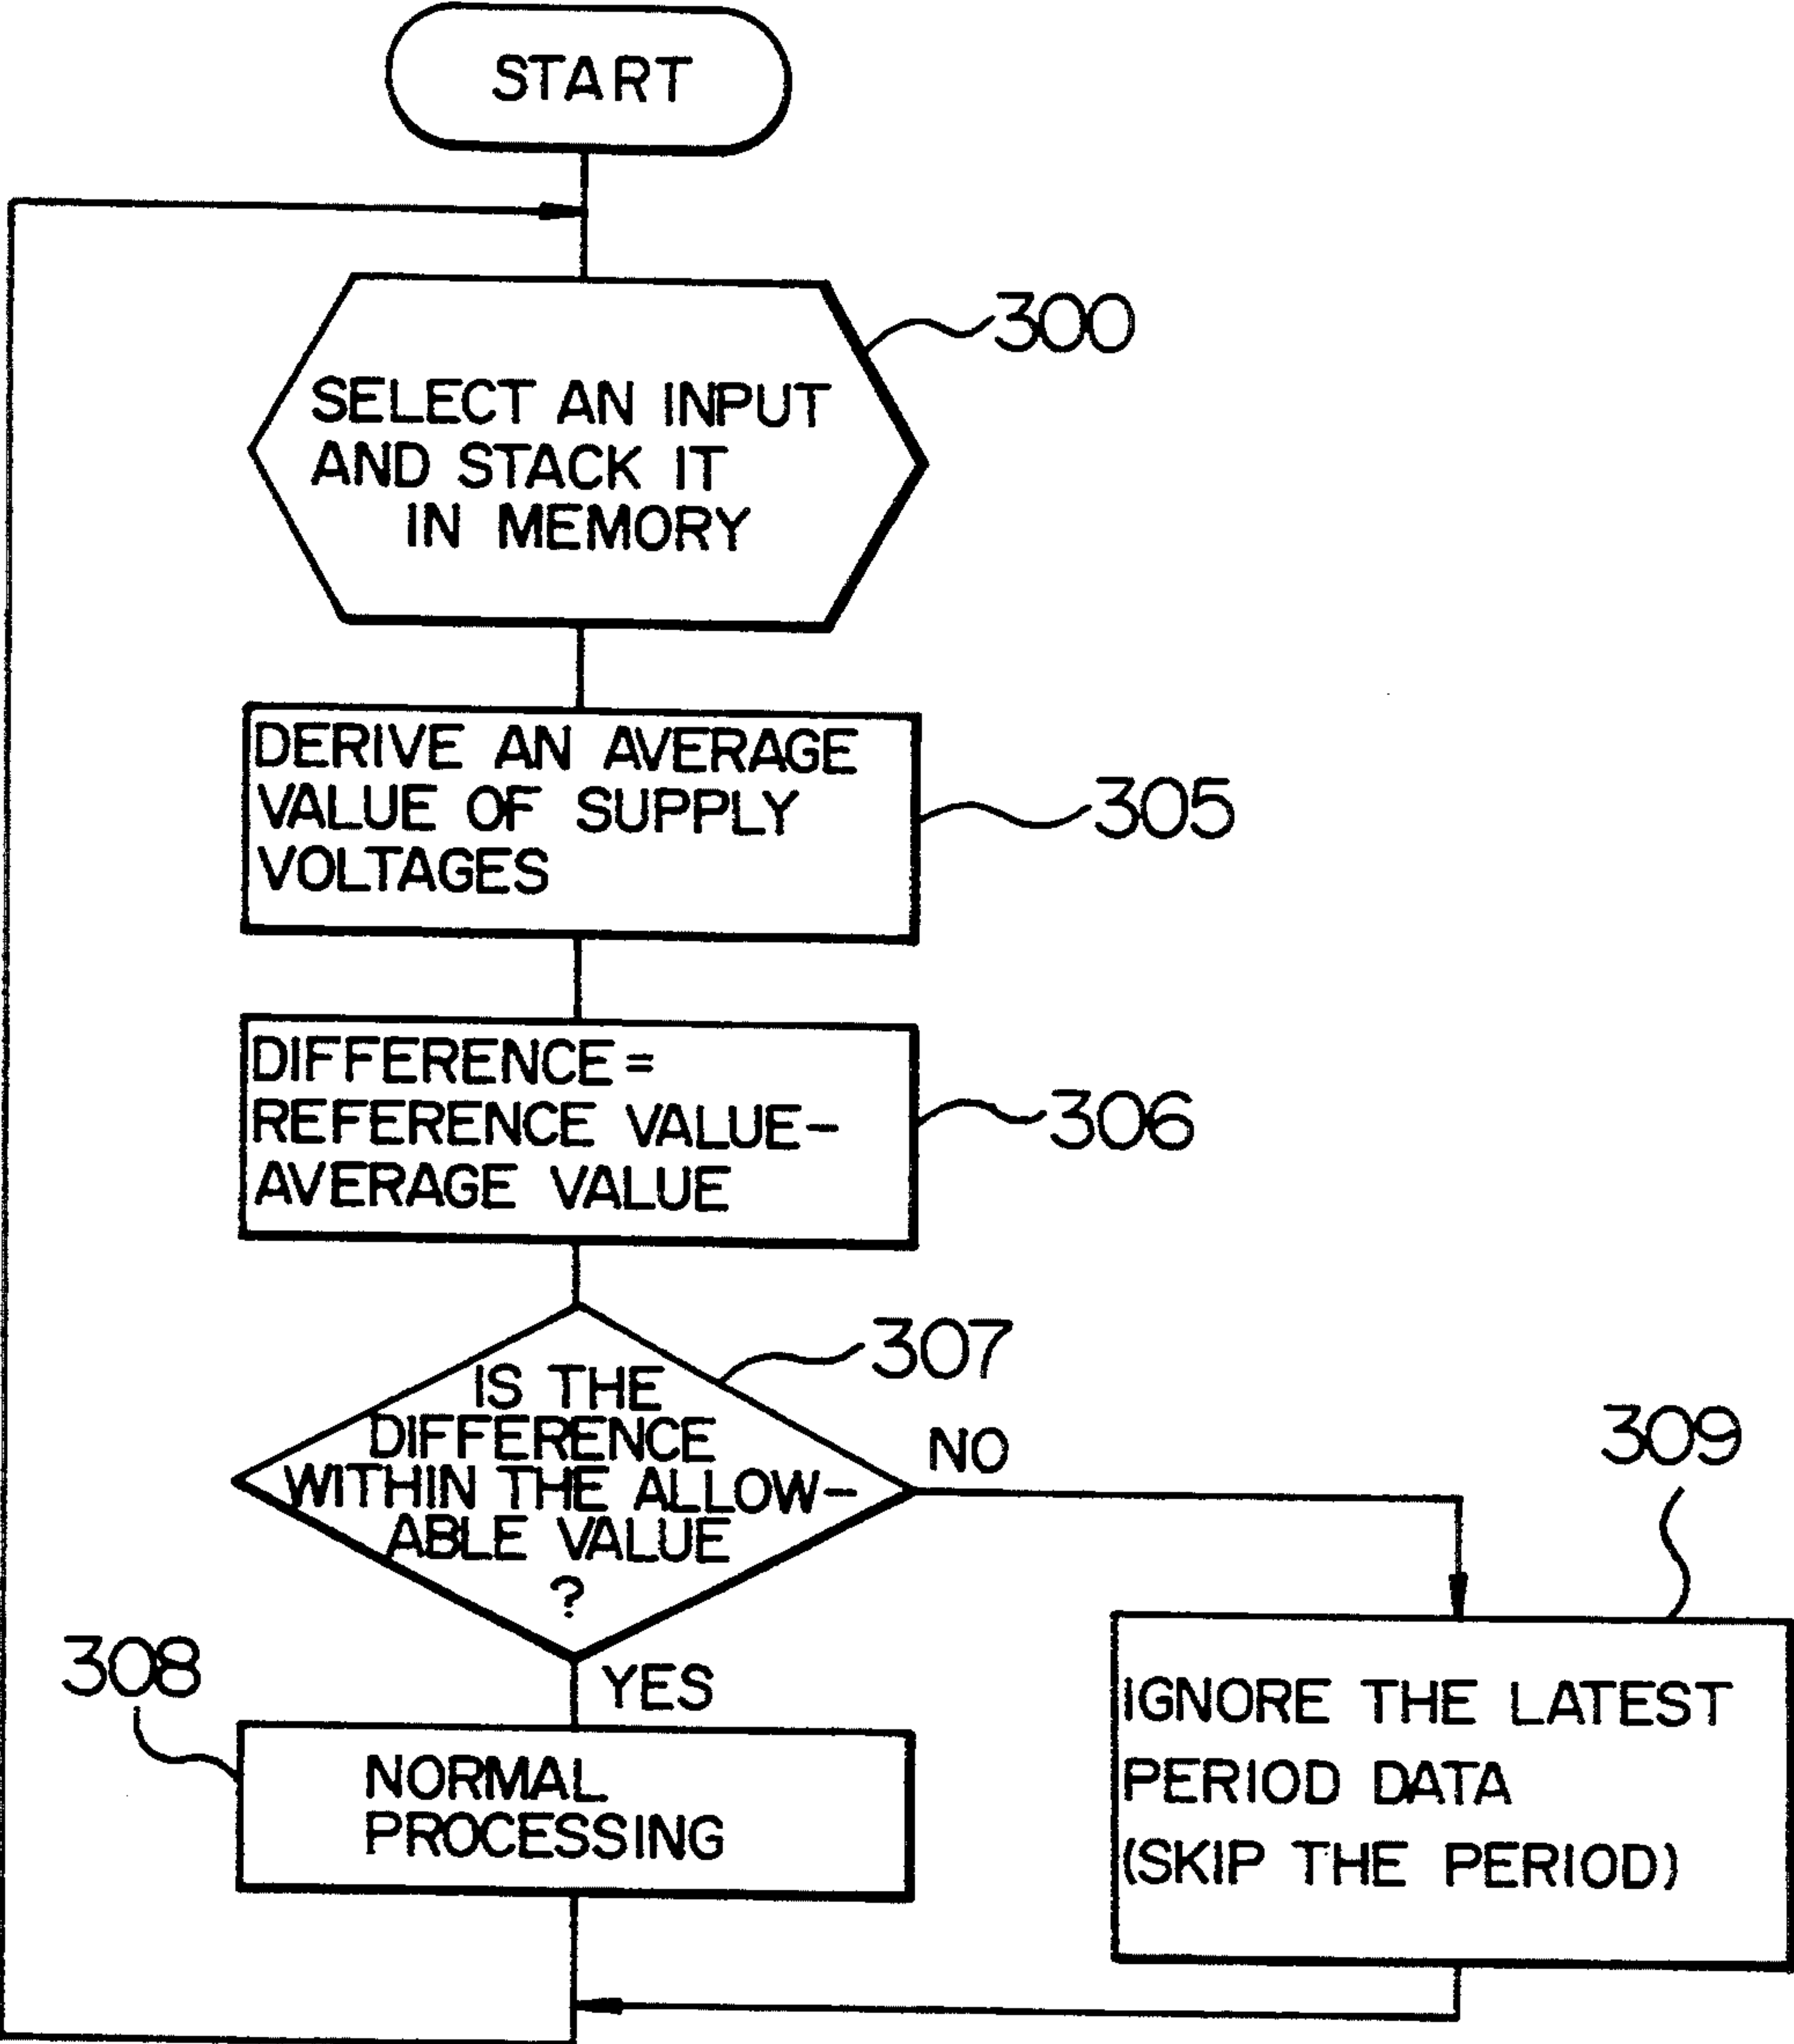 START
300
SELECT AN INPUT
AND STACK IT
IN MEMORY
DERIVE AN AVERAGE
VALUE OF SUPPLY
VOLTAGES
305
DIFFERENCE=
REFERENCE VALUE-
AVERAGE VALUE
306
307
IS THE
DIFFERENCE
WITHIN THE ALLOW-
ABLE VALUE
?
NO
309
308
YES
NORMAL
PROCESSING
IGNORE THE LATEST
PERIOD DATA
(SKIP THE PERIOD)